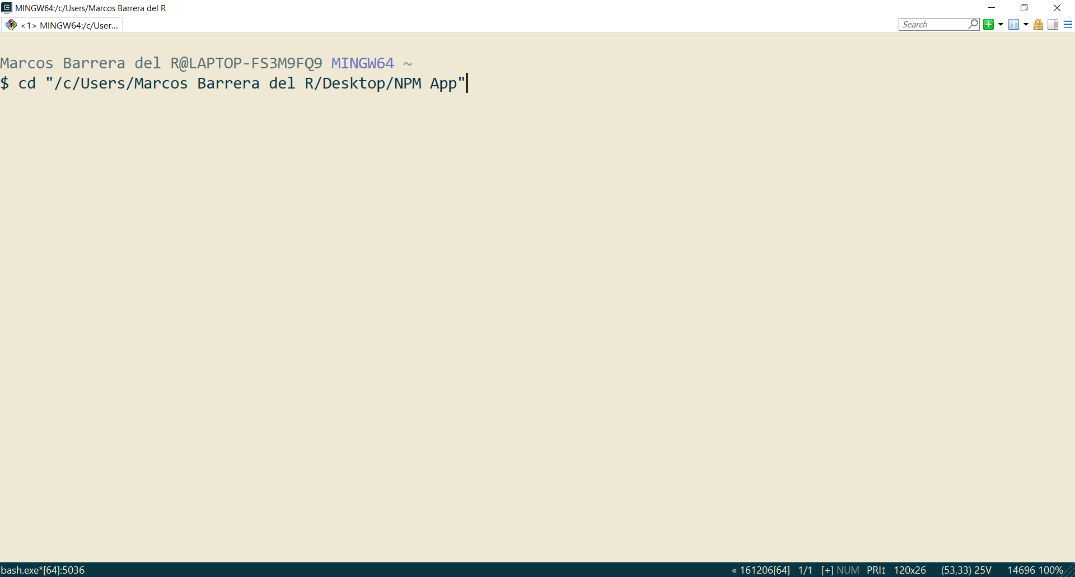 MINGW64:/c/Users/Marcos Barrera del R
<1> MINGW64:/c/User...
Search
Marcos Barrera del R@LAPTOP-FS3M9FQ9 MINGW64 ~
$ cd "/c/Users/Marcos Barrera del R/Desktop/NPM App"
bash.exe*[64]:5036
« 161206[64] 1/1 [+] NUM PRI↕ 120x26 (53,33) 25V 14696 100%